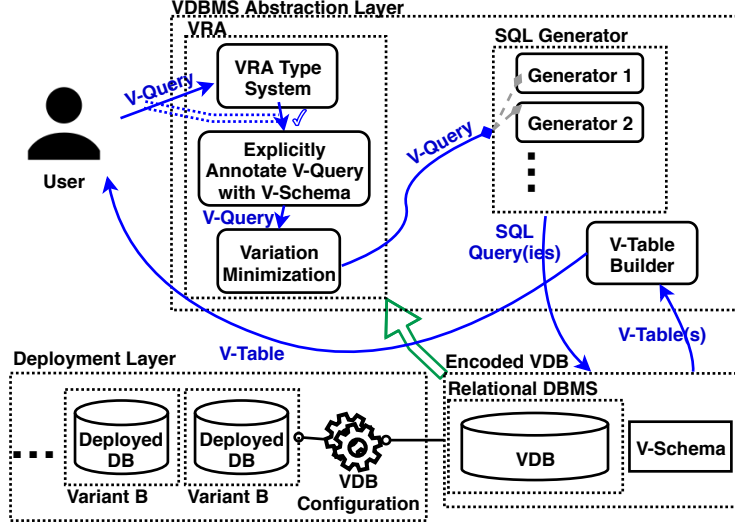 VDBMS Abstraction Layer
VRA
SQL Generator
VRA Type
System
Generator 1
Generator 2
V-Query
User
Explicitly
Annotate V-Query
with V-Schema
V-Query
V-Query
Variation
Minimization
SQL
Query(ies)
V-Table
Builder
V-Table
V-Table(s)
Deployment Layer
Encoded VDB
Relational DBMS
Deployed
DB
Deployed
DB
VDB
V-Schema
Variant B
Variant B
VDB
Configuration